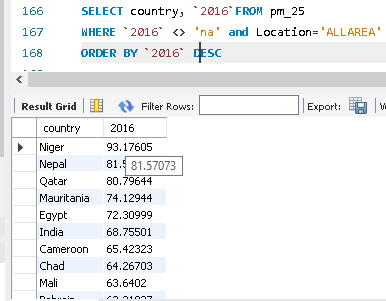 166 SELECT country, `2016`FROM pm_25
167 WHERE `2016` <> 'na' and Location='ALLAREA'
168 ORDER BY `2016` DESC
Result Grid Filter Rows: Export:
country 2016
Niger 93.17605
Nepal 81.5
81.57073
Qatar 80.79644
Mauritania 74.12944
Egypt 72.30999
India 68.75501
Cameroon 65.42323
Chad 64.26703
Mali 63.6402